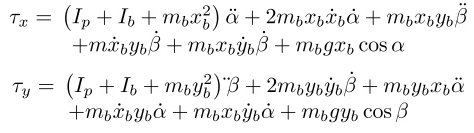 τ_x = (I_p + I_b + m_b x_b^2) α̈ + 2m_b x_b ẋ_b α̇ + m_b x_b y_b β̈
+mẋ_b y_b β̇ + m_b x_b ẏ_b β̇ + m_b g x_b cos α
τ_y = (I_p + I_b + m_b y_b^2) ¨β + 2m_b y_b ẏ_b β̇ + m_b y_b x_b α̈
+m_b ẋ_b y_b α̇ + m_b x_b ẏ_b α̇ + m_b g y_b cos β